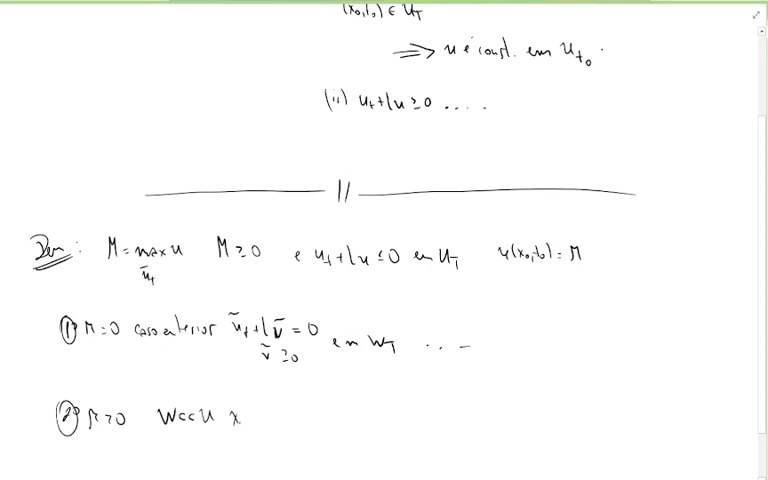 (x₀,t₀) ∈ U_T
⟹ u é const. em U_{t₀}.
(ii) u_t + Lu ≥ 0 ....
//
Dem: M = max u M ≥ 0 e u_t + Lu ≤ 0 em U_T u(x₀,t₀) = M
Ū_T
① M=0 caso anterior ṽ_t + Lṽ = 0 em W_T ...
ṽ ≥ 0
② M>0 W⊂⊂U x